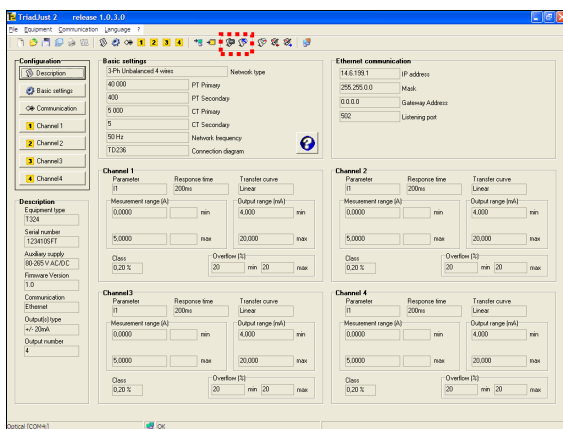 TriadJust 2 release 1.0.3.0
File Equipment Communication Language ?
1 2 3 4
Configuration
Description
Basic settings
Communication
1 Channel 1
2 Channel 2
3 Channel3
4 Channel4
Description
Equipment type
T324
Serial number
123410SFT
Auxiliary supply
80-265 V AC/DC
Firmware Version
1.0
Communication
Ethernet
Output(s) type
+/- 20mA
Output number
4
Basic settings
3-Ph Unbalanced 4 wires Network type
40 000 PT Primary
400 PT Secondary
5 000 CT Primary
5 CT Secondary
50 Hz Network frequency
TD236 Connection diagram
?
Ethernet communication
14.6.199.1 IP address
255.255.0.0 Mask
0.0.0.0 Gateway Address
502 Listening port
Channel 1
Parameter Response time Transfer curve
I1 200ms Linear
Mesurement range (A) Output range (mA)
0,0000 min 4,000 min
5,0000 max 20,000 max
Class Overflow (%)
0,20 % 20 min 20 max
Channel 2
Parameter Response time Transfer curve
I1 200ms Linear
Mesurement range (A) Output range (mA)
0,0000 min 4,000 min
5,0000 max 20,000 max
Class Overflow (%)
0,20 % 20 min 20 max
Channel3
Parameter Response time Transfer curve
I1 200ms Linear
Mesurement range (A) Output range (mA)
0,0000 min 4,000 min
5,0000 max 20,000 max
Class Overflow (%)
0,20 % 20 min 20 max
Channel 4
Parameter Response time Transfer curve
I1 200ms Linear
Mesurement range (A) Output range (mA)
0,0000 min 4,000 min
5,0000 max 20,000 max
Class Overflow (%)
0,20 % 20 min 20 max
Optical [COM4] OK